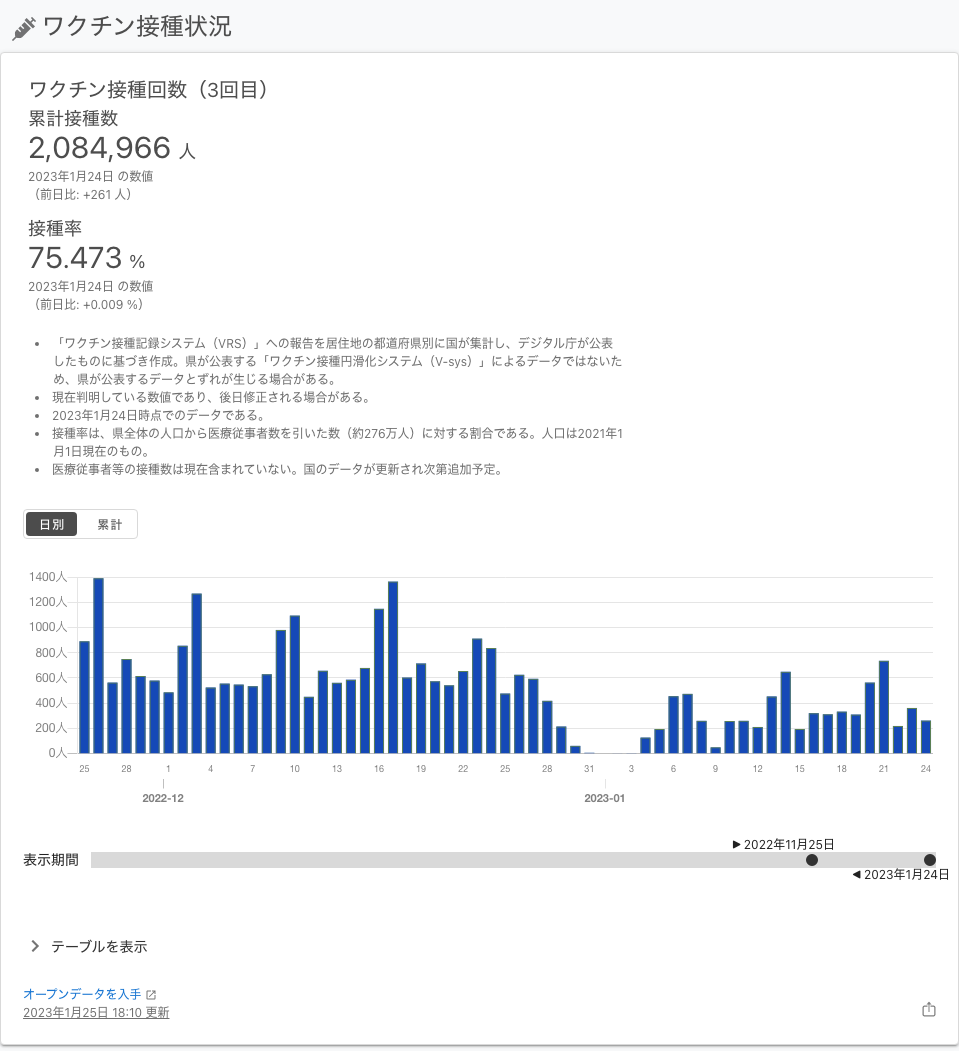 ワクチン接種状況
ワクチン接種回数（3回目）
累計接種数
2,084,966 人
2023年1月24日 の数値
（前日比: +261 人）
接種率
75.473 %
2023年1月24日 の数値
（前日比: +0.009 %）
• 「ワクチン接種記録システム（VRS）」への報告を居住地の都道府県別に国が集計し、デジタル庁が公表
したものに基づき作成。県が公表する「ワクチン接種円滑化システム（V-sys）」によるデータではないた
め、県が公表するデータとずれが生じる場合がある。
• 現在判明している数値であり、後日修正される場合がある。
• 2023年1月24日時点でのデータである。
• 接種率は、県全体の人口から医療従事者数を引いた数（約276万人）に対する割合である。人口は2021年1
月1日現在のもの。
• 医療従事者等の接種数は現在含まれていない。国のデータが更新され次第追加予定。
日別 累計
1400人
1200人
1000人
800人
600人
400人
200人
0人
25 28 1 4 7 10 13 16 19 22 25 28 31 3 6 9 12 15 18 21 24
2022-12 2023-01
▶ 2022年11月25日
表示期間
◀ 2023年1月24日
テーブルを表示
オープンデータを入手
2023年1月25日 18:10 更新